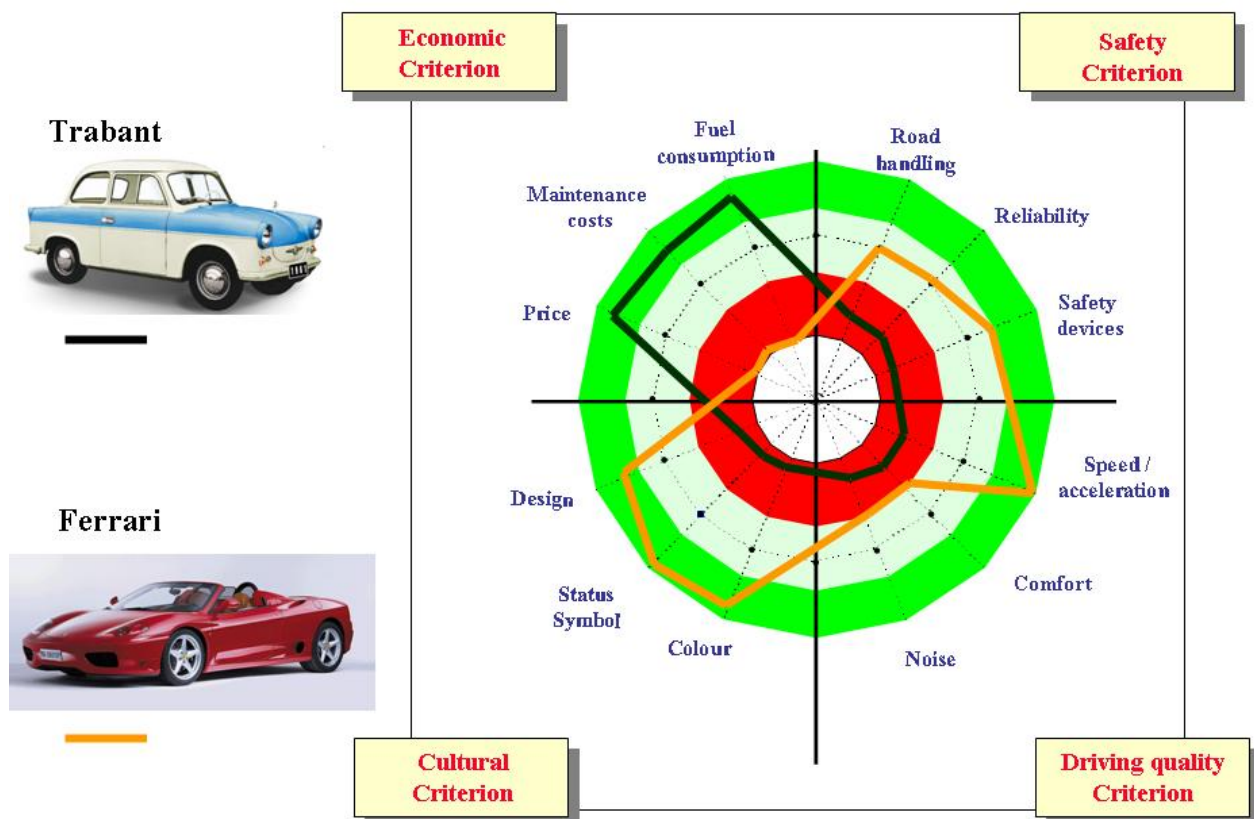 Economic
Criterion
Safety
Criterion
Trabant
Fuel
consumption
Road
handling
Maintenance
costs
Reliability
Price
Safety
devices
Design
Speed /
acceleration
Ferrari
Status
Symbol
Comfort
Colour
Noise
Cultural
Criterion
Driving quality
Criterion